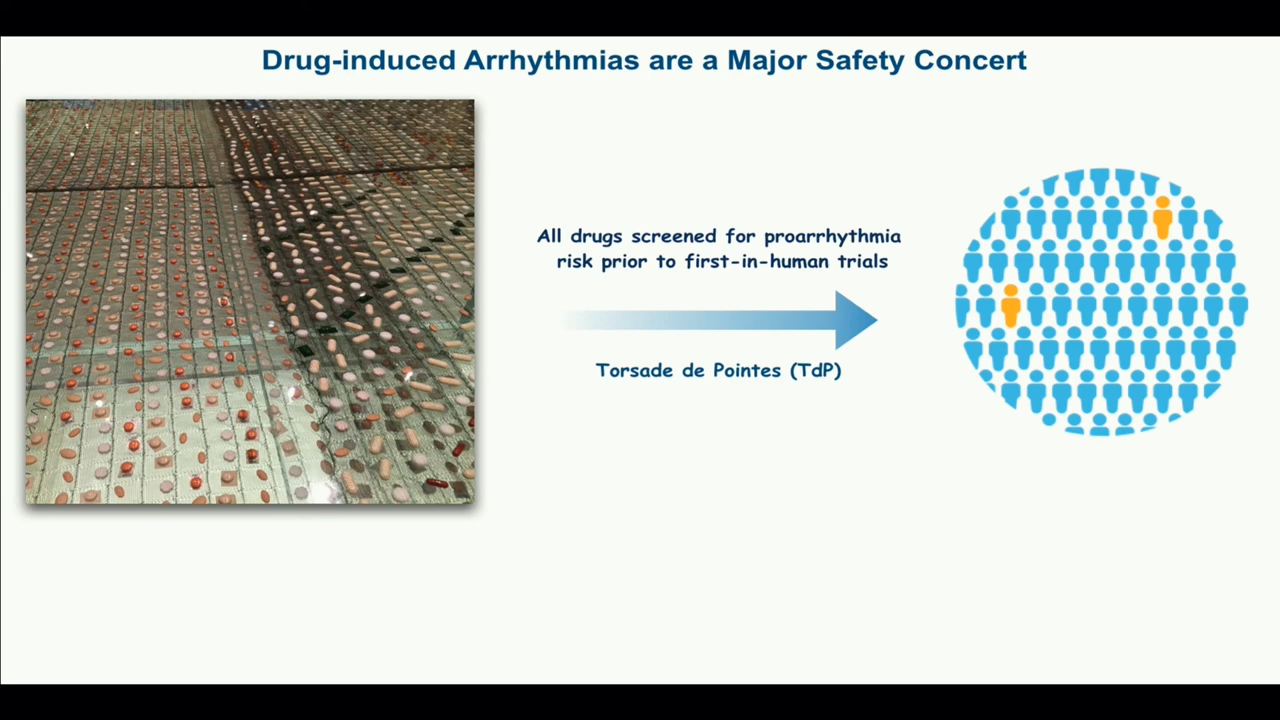 Drug-induced Arrhythmias are a Major Safety Concert
All drugs screened for proarrhythmia
risk prior to first-in-human trials
Torsade de Pointes (TdP)